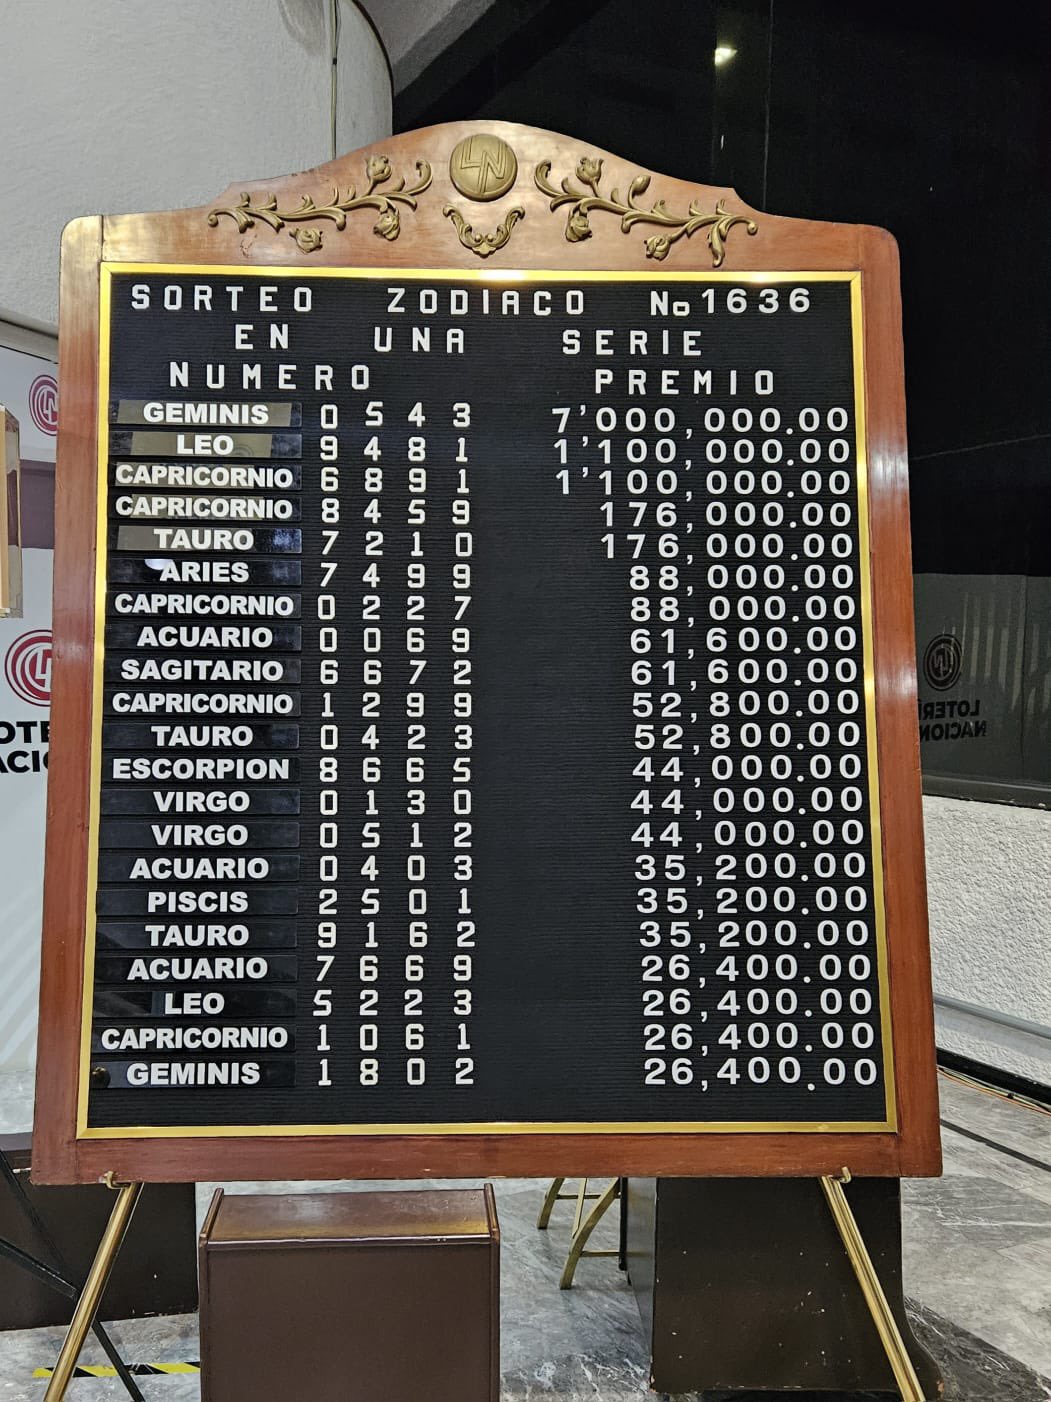 LN
SORTEO ZODIACO No 1636
EN UNA SERIE
NUMERO PREMIO
GEMINIS 0543 7'000,000.00
LEO 9481 1'100,000.00
CAPRICORNIO 6891 1'100,000.00
CAPRICORNIO 8459 176,000.00
TAURO 7210 176,000.00
ARIES 7499 88,000.00
CAPRICORNIO 0227 88,000.00
ACUARIO 0069 61,600.00
SAGITARIO 6672 61,600.00
CAPRICORNIO 1299 52,800.00
TAURO 0423 52,800.00
ESCORPION 8665 44,000.00
VIRGO 0130 44,000.00
VIRGO 0512 44,000.00
ACUARIO 0403 35,200.00
PISCIS 2501 35,200.00
TAURO 9162 35,200.00
ACUARIO 7669 26,400.00
LEO 5223 26,400.00
CAPRICORNIO 1061 26,400.00
GEMINIS 1802 26,400.00